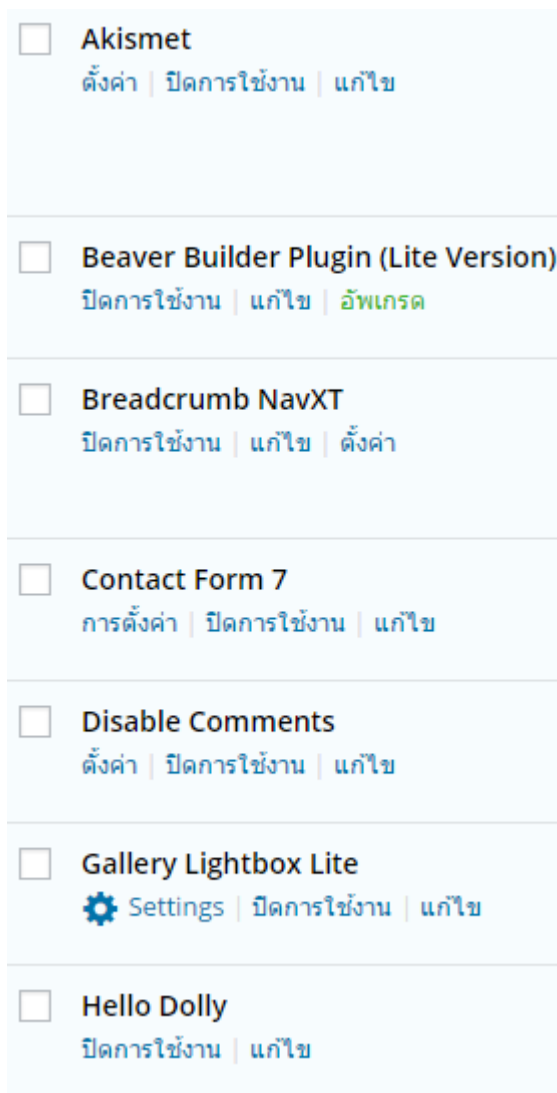 Akismet
ตั้งค่า | ปิดการใช้งาน | แก้ไข
Beaver Builder Plugin (Lite Version)
ปิดการใช้งาน | แก้ไข | อัพเกรด
Breadcrumb NavXT
ปิดการใช้งาน | แก้ไข | ตั้งค่า
Contact Form 7
การตั้งค่า | ปิดการใช้งาน | แก้ไข
Disable Comments
ตั้งค่า | ปิดการใช้งาน | แก้ไข
Gallery Lightbox Lite
Settings | ปิดการใช้งาน | แก้ไข
Hello Dolly
ปิดการใช้งาน | แก้ไข